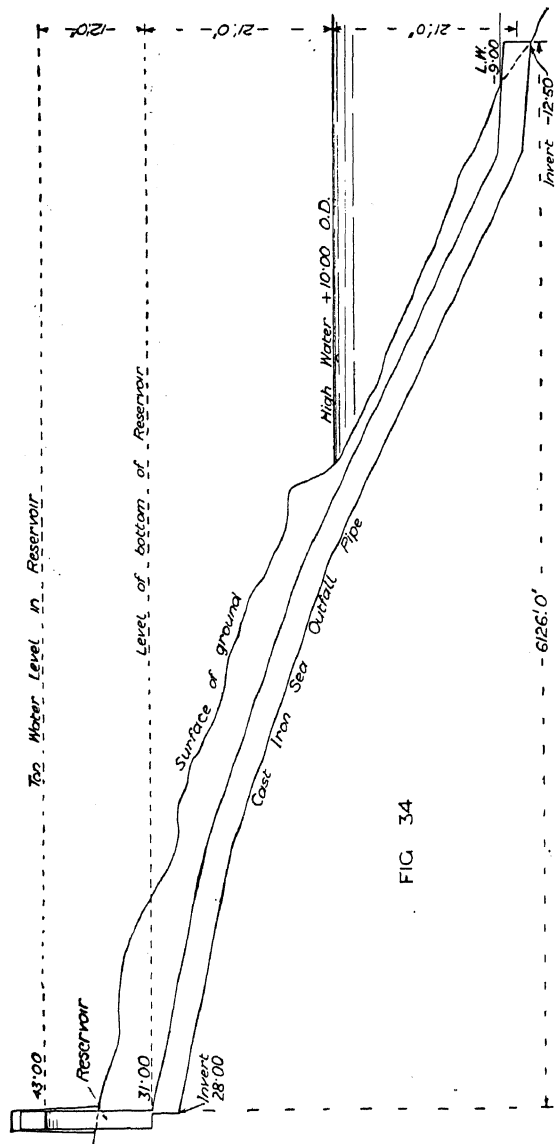 Top Water Level in Reservoir
43·00
-12'.0"-
Reservoir
Level of bottom of Reservoir
31·00
-21'.0"-
Invert
28·00
Surface of ground
High Water +10·00 O.D.
-21'.0"-
Cast Iron Sea Outfall Pipe
L.W.
-9·00
Invert -12·50
6126'.0"
FIG. 34